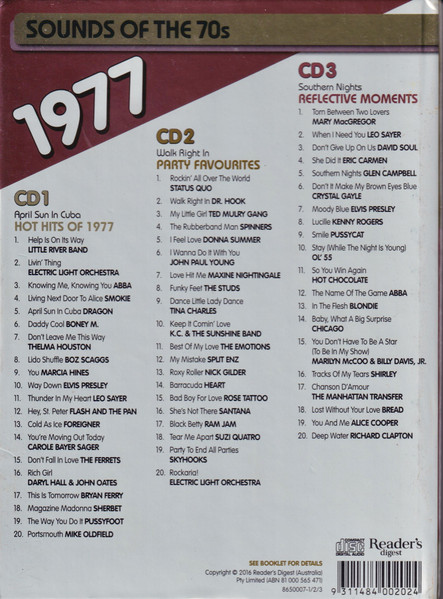 SOUNDS OF THE 70s
1977
CD1
April Sun In Cuba
HOT HITS OF 1977
1. Help Is On Its Way
LITTLE RIVER BAND
2. Livin' Thing
ELECTRIC LIGHT ORCHESTRA
3. Knowing Me, Knowing You ABBA
4. Living Next Door To Alice SMOKIE
5. April Sun In Cuba DRAGON
6. Daddy Cool BONEY M.
7. Don't Leave Me This Way
THELMA HOUSTON
8. Lido Shuffle BOZ SCAGGS
9. You MARCIA HINES
10. Way Down ELVIS PRESLEY
11. Thunder In My Heart LEO SAYER
12. Hey, St. Peter FLASH AND THE PAN
13. Cold As Ice FOREIGNER
14. You're Moving Out Today
CAROLE BAYER SAGER
15. Don't Fall In Love THE FERRETS
16. Rich Girl
DARYL HALL & JOHN OATES
17. This Is Tomorrow BRYAN FERRY
18. Magazine Madonna SHERBET
19. The Way You Do It PUSSYFOOT
20. Portsmouth MIKE OLDFIELD
CD2
Walk Right In
PARTY FAVOURITES
1. Rockin' All Over The World
STATUS QUO
2. Walk Right In DR. HOOK
3. My Little Girl TED MULRY GANG
4. The Rubberband Man SPINNERS
5. I Feel Love DONNA SUMMER
6. I Wanna Do It With You
JOHN PAUL YOUNG
7. Love Hit Me MAXINE NIGHTINGALE
8. Funky Feet THE STUDS
9. Dance Little Lady Dance
TINA CHARLES
10. Keep It Comin' Love
K.C. & THE SUNSHINE BAND
11. Best Of My Love THE EMOTIONS
12. My Mistake SPLIT ENZ
13. Roxy Roller NICK GILDER
14. Barracuda HEART
15. Bad Boy For Love ROSE TATTOO
16. She's Not There SANTANA
17. Black Betty RAM JAM
18. Tear Me Apart SUZI QUATRO
19. Party To End All Parties
SKYHOOKS
20. Rockaria!
ELECTRIC LIGHT ORCHESTRA
CD3
Southern Nights
REFLECTIVE MOMENTS
1. Torn Between Two Lovers
MARY MacGREGOR
2. When I Need You LEO SAYER
3. Don't Give Up On Us DAVID SOUL
4. She Did It ERIC CARMEN
5. Southern Nights GLEN CAMPBELL
6. Don't It Make My Brown Eyes Blue
CRYSTAL GAYLE
7. Moody Blue ELVIS PRESLEY
8. Lucille KENNY ROGERS
9. Smile PUSSYCAT
10. Stay (While The Night Is Young)
OL' 55
11. So You Win Again
HOT CHOCOLATE
12. The Name Of The Game ABBA
13. In The Flesh BLONDIE
14. Baby, What A Big Surprise
CHICAGO
15. You Don't Have To Be A Star
(To Be In My Show)
MARILYN McCOO & BILLY DAVIS, JR.
16. Tracks Of My Tears SHIRLEY
17. Chanson D'Amour
THE MANHATTAN TRANSFER
18. Lost Without Your Love BREAD
19. You And Me ALICE COOPER
20. Deep Water RICHARD CLAPTON
SEE BOOKLET FOR DETAILS
Copyright © 2016 Reader's Digest (Australia)
Pty Limited (ABN 81 000 565 471)
8650007-1/2/3
COMPACT
disc
DIGITAL AUDIO
Reader's
digest
9 311484 002024